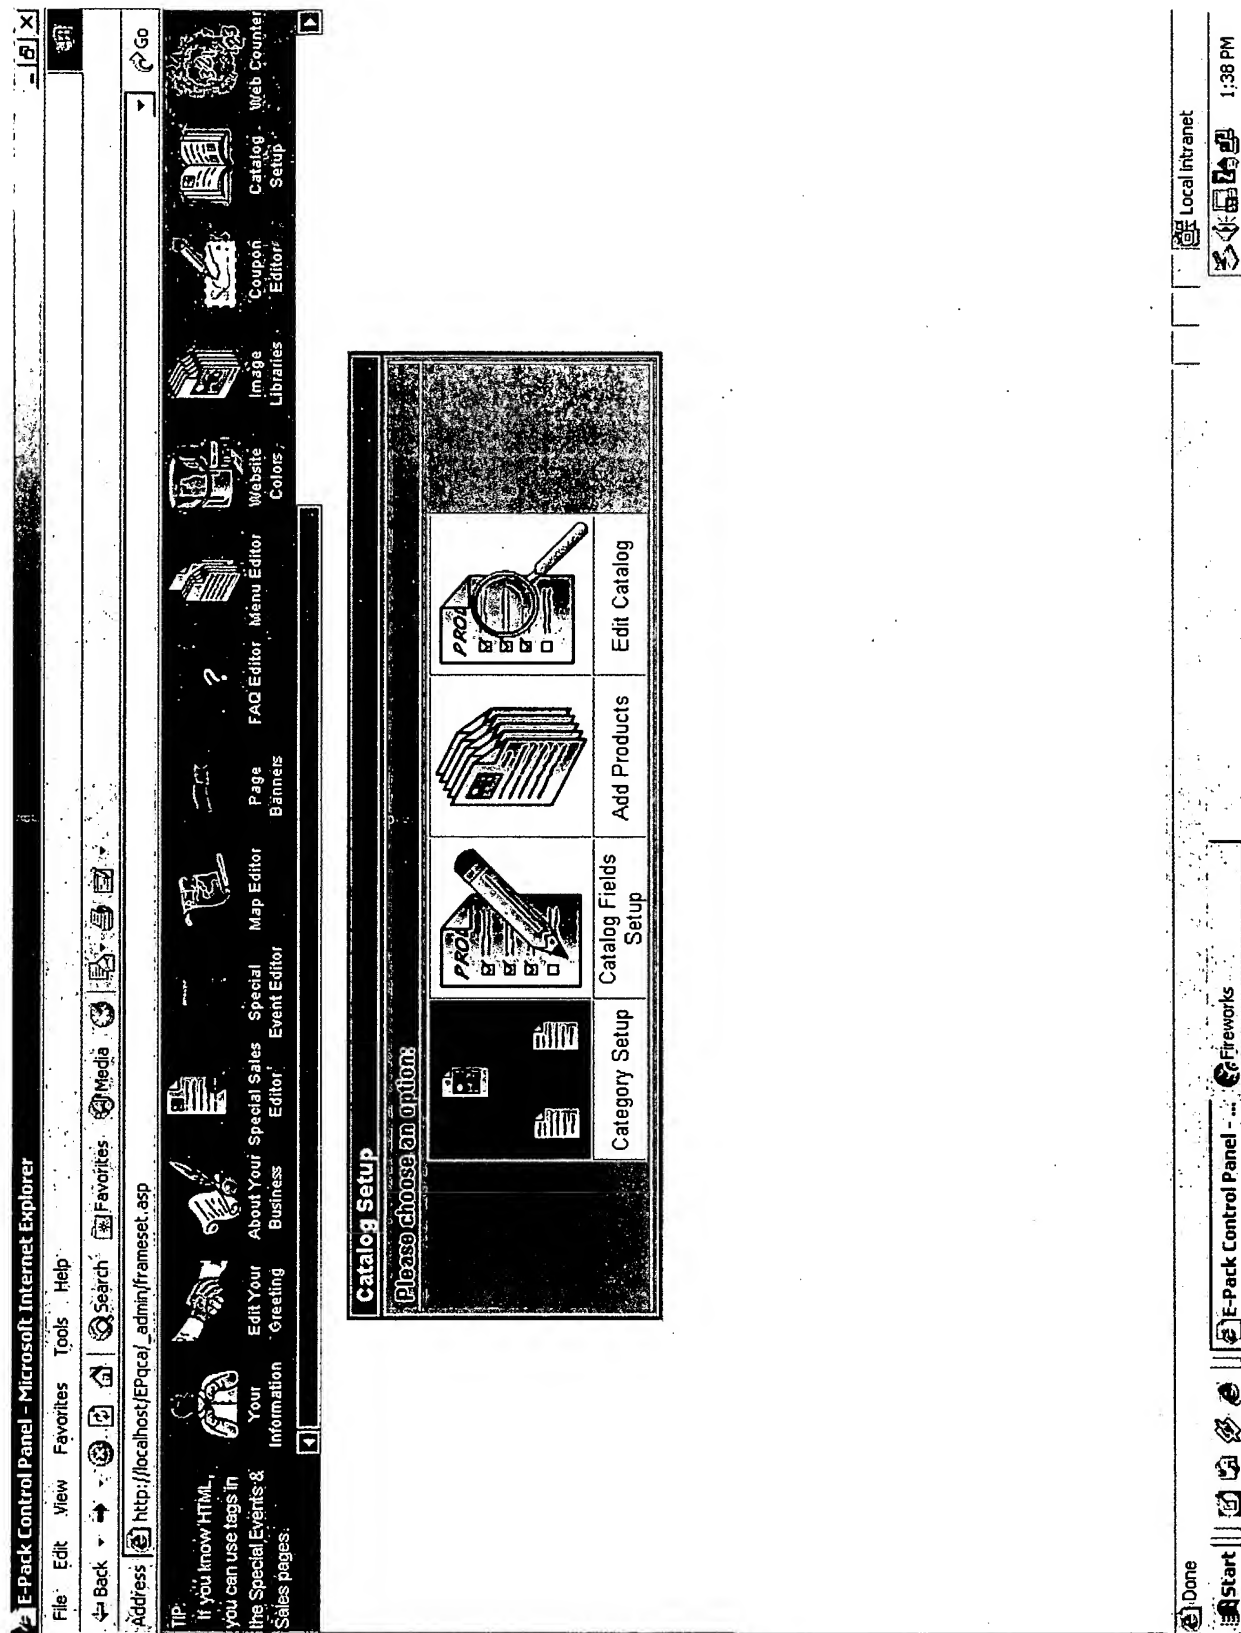 E-Pack Control Panel - Microsoft Internet Explorer
File Edit View Favorites Tools Help
Back Search Favorites Media
Address http://localhost/EPqca/_admin/frameset.asp Go
TIP:
If you know HTML, you can use tags in the Special Events & Sales pages.
Your Information
Edit Your Greeting
About Your Business
Special Sales Editor
Special Event Editor
Map Editor
Page Banners
FAQ Editor
Menu Editor
Website Colors
Image Libraries
Coupon Editor
Catalog Setup
Web Counter
Catalog Setup
Please choose an option:
PROD
PROD
Category Setup
Catalog Fields Setup
Add Products
Edit Catalog
Done
Local intranet
Start E-Pack Control Panel - ... Fireworks 1:38 PM